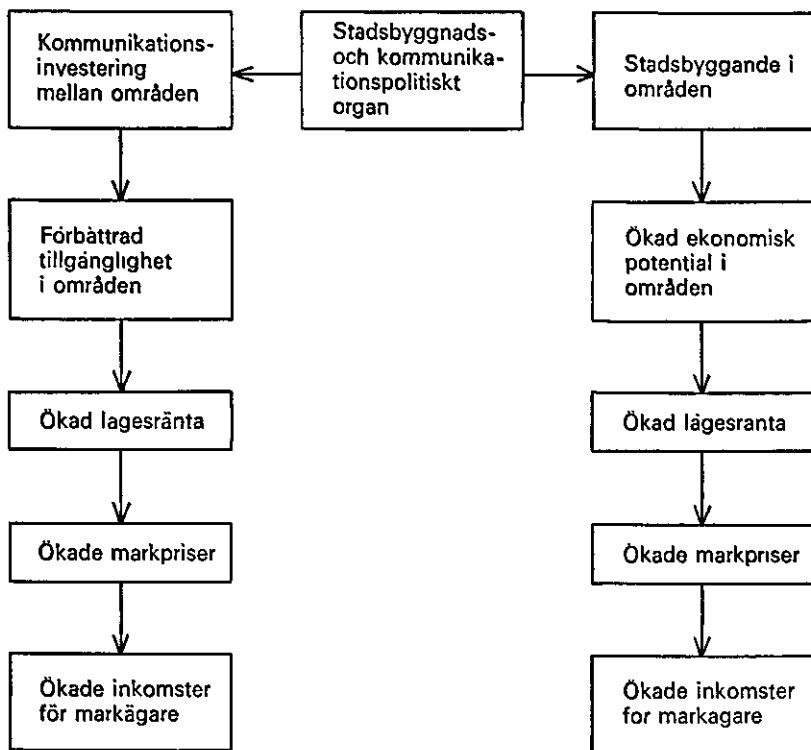 Kommunikations-
investering
mellan områden
Stadsbyggnads-
och kommunika-
tionspolitiskt
organ
Stadsbyggande i
områden
Förbättrad
tillgänglighet
i områden
Ökad ekonomisk
potential i
områden
Ökad lagesränta
Ökad lägesranta
Ökade markpriser
Ökade markpriser
Ökade inkomster
för markägare
Ökade inkomster
for markagare